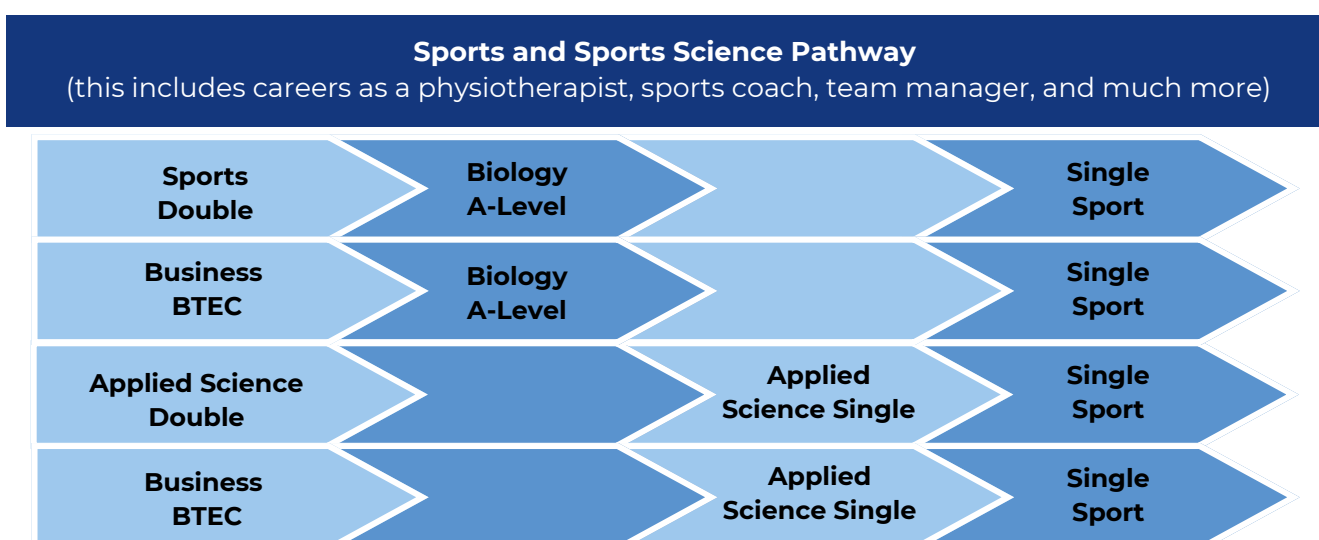 Sports and Sports Science Pathway
(this includes careers as a physiotherapist, sports coach, team manager, and much more)
Sports
Double
Biology
A-Level
Single
Sport
Business
BTEC
Biology
A-Level
Single
Sport
Applied Science
Double
Applied
Science Single
Single
Sport
Business
BTEC
Applied
Science Single
Single
Sport